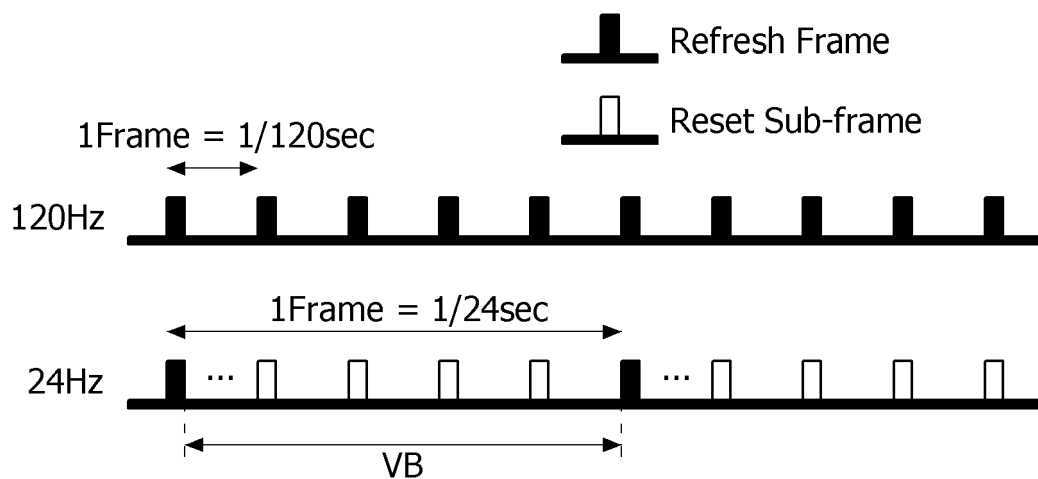 Refresh Frame
Reset Sub-frame
1Frame = 1/120sec
120Hz
1Frame = 1/24sec
24Hz
...
...
VB